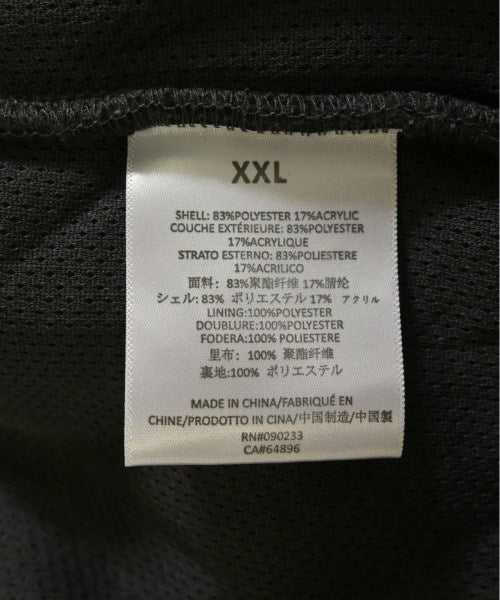 XXL
SHELL: 83%POLYESTER 17%ACRYLIC
COUCHE EXTÉRIEURE: 83%POLYESTER
17%ACRYLIQUE
STRATO ESTERNO: 83%POLIESTERE
17%ACRILICO
面料: 83%聚酯纤维 17%腈纶
シェル: 83% ポリエステル 17% アクリル
LINING:100%POLYESTER
DOUBLURE:100%POLYESTER
FODERA:100% POLIESTERE
里布: 100% 聚酯纤维
裏地:100% ポリエステル
MADE IN CHINA/FABRIQUÉ EN
CHINE/PRODOTTO IN CINA/中国制造/中国製
RN#090233
CA#64896